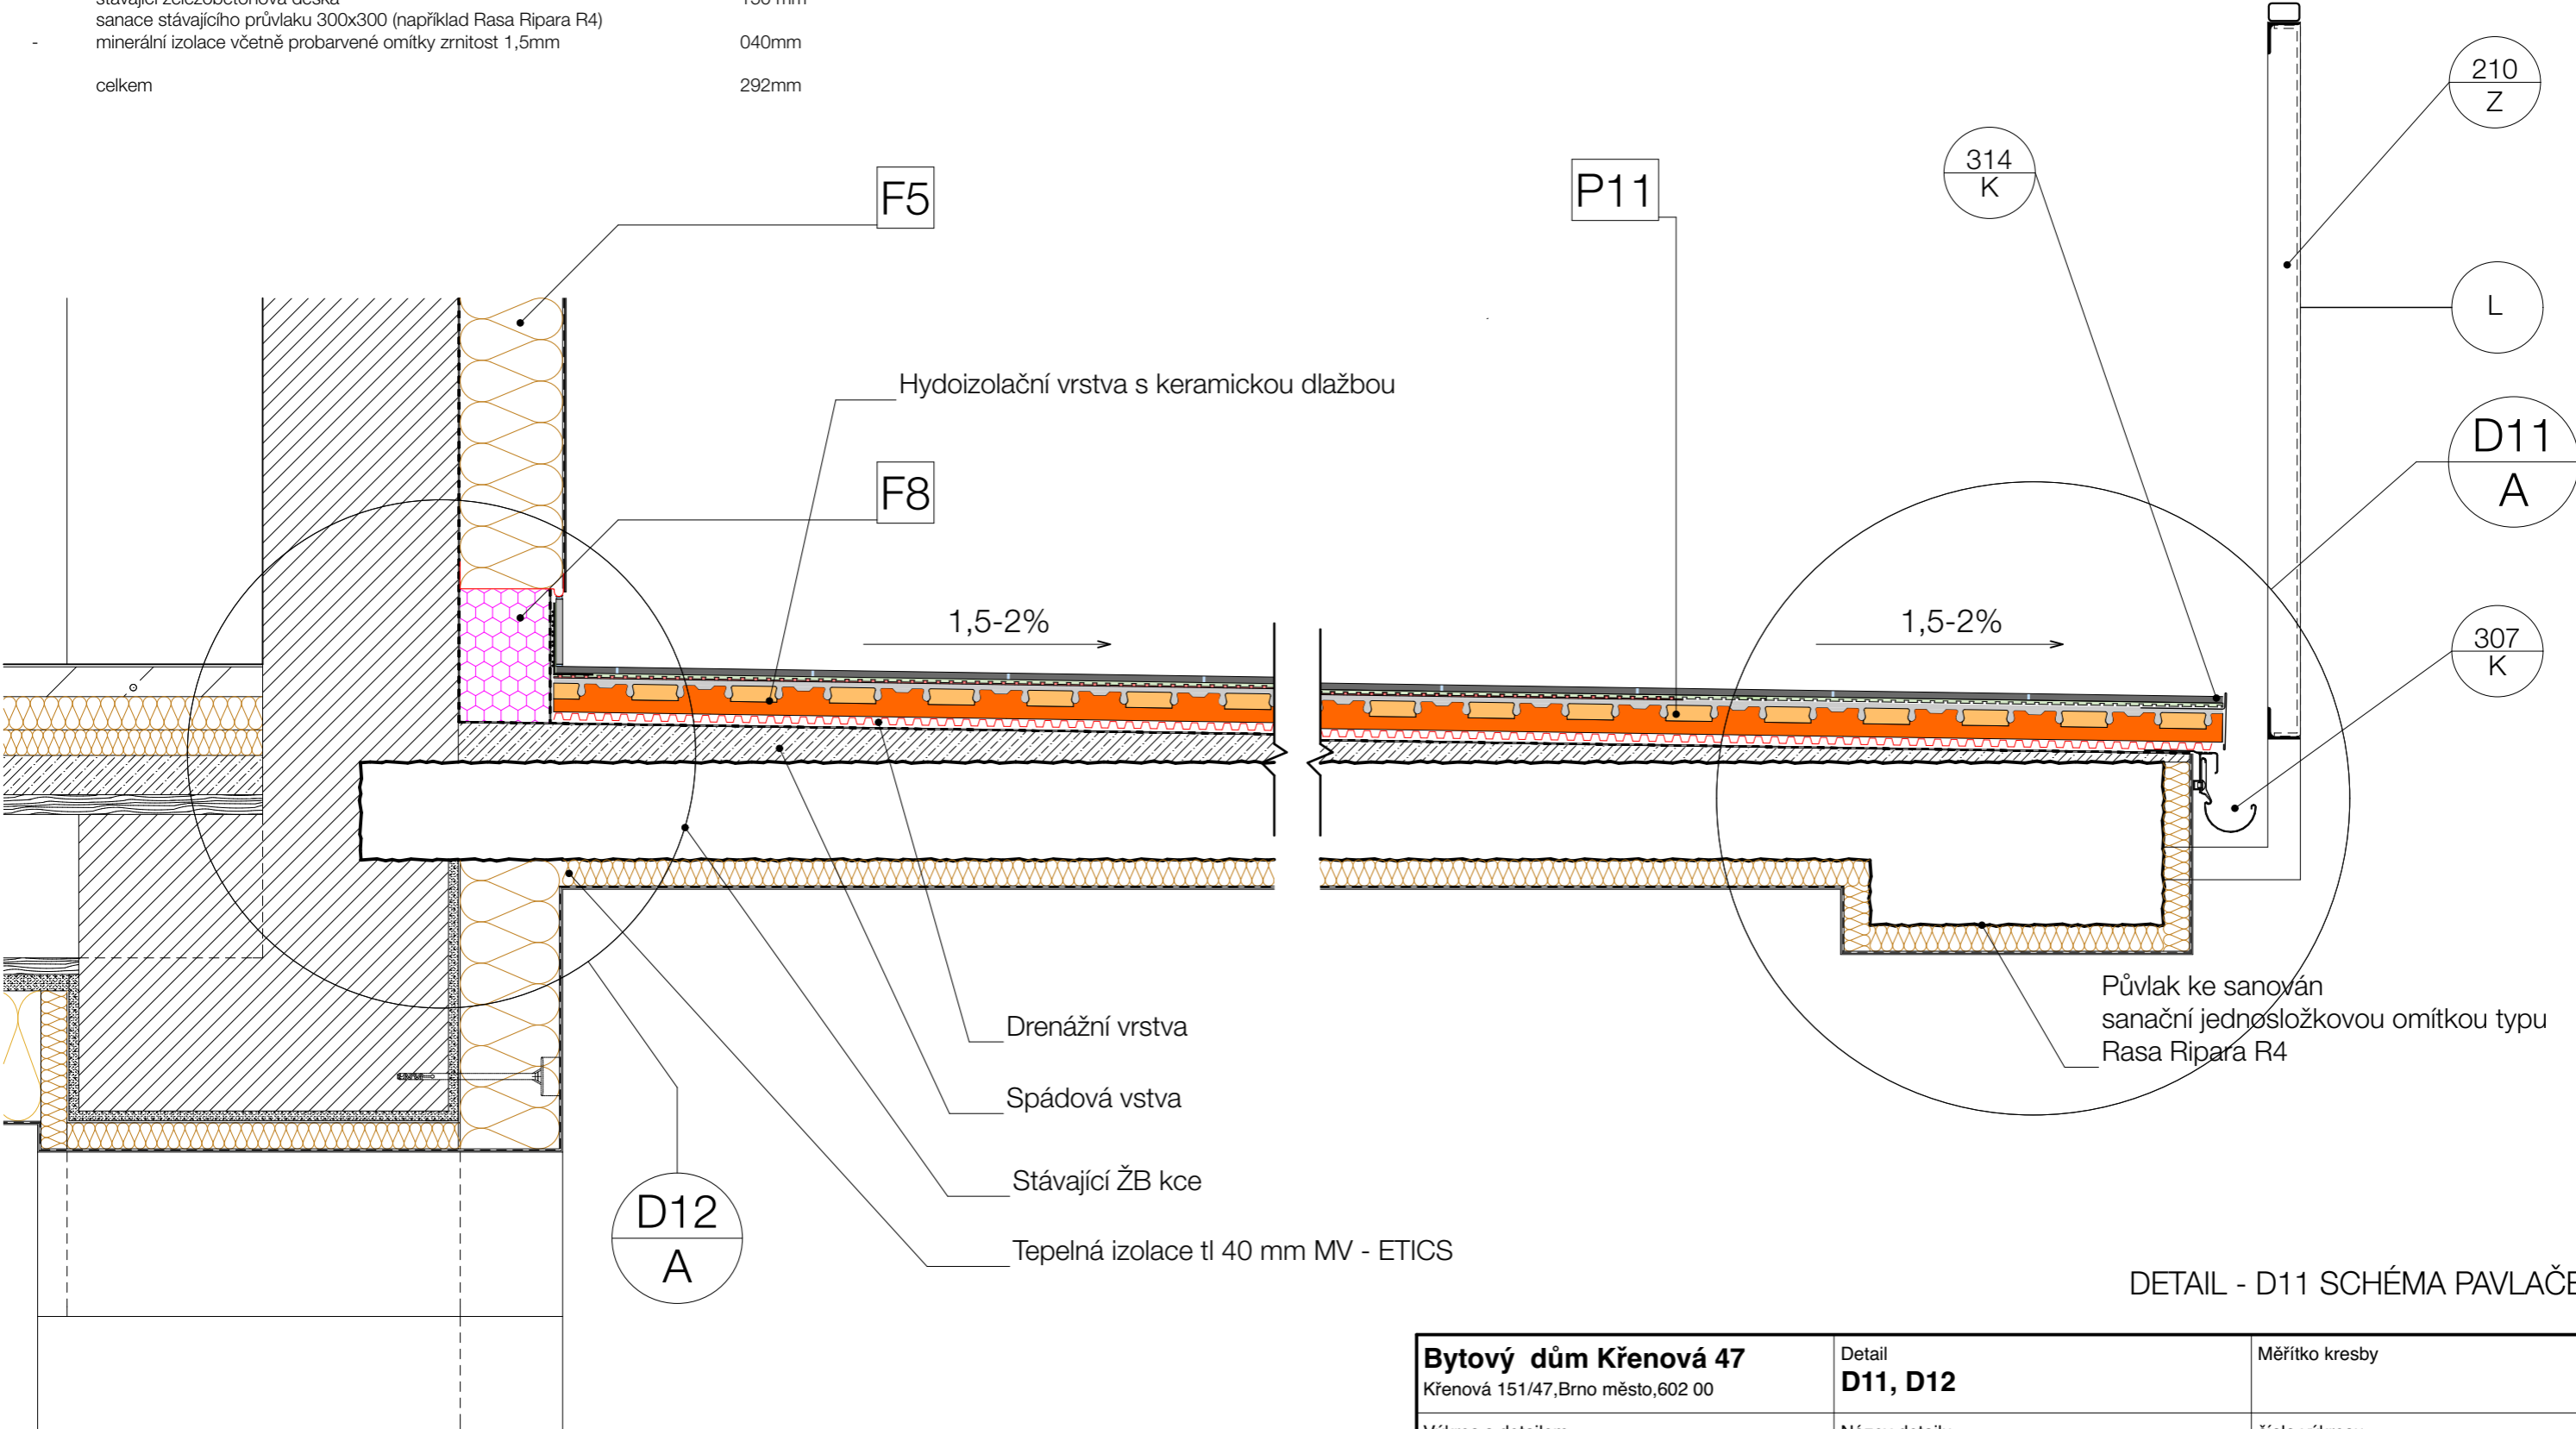 sanace stávajícího průvlaku 300x300 (například Rasa Ripara R4)
- minerální izolace včetně probarvené omítky zrnitost 1,5mm 040mm
celkem 292mm
210
Z
314
K
F5
P11
L
Hydoizolační vrstva s keramickou dlažbou
D11
A
F8
1,5-2%
1,5-2%
307
K
Půvlak ke sanován
sanační jednosložkovou omítkou typu
Rasa Ripara R4
Drenážní vrstva
Spádová vstva
Stávající ŽB kce
D12
A
Tepelná izolace tl 40 mm MV - ETICS
DETAIL - D11 SCHÉMA PAVLAČE
Bytový dům Křenová 47
Křenová 151/47,Brno město,602 00
Detail
D11, D12
Měřítko kresby